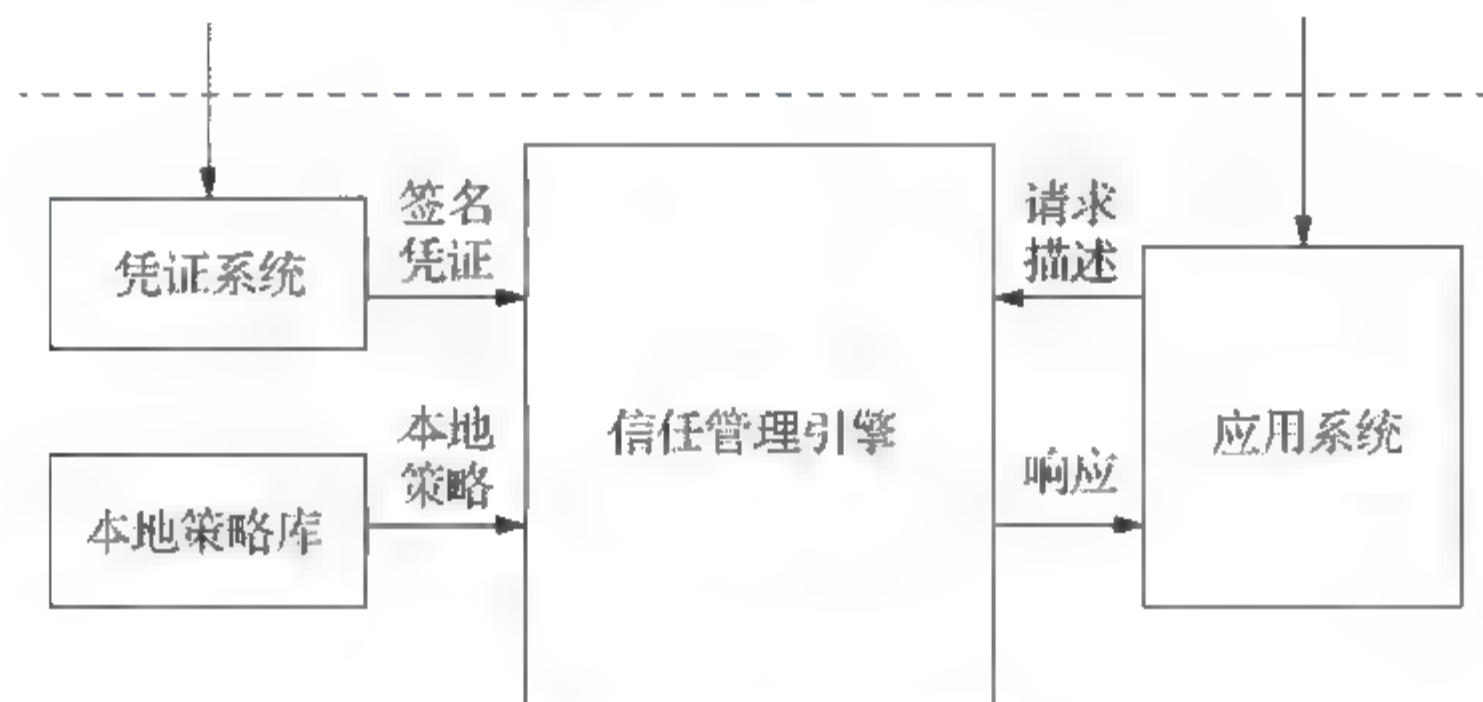 签名
凭证
凭证系统
本地
策略
本地策略库
信任管理引擎
请求
描述
响应
应用系统